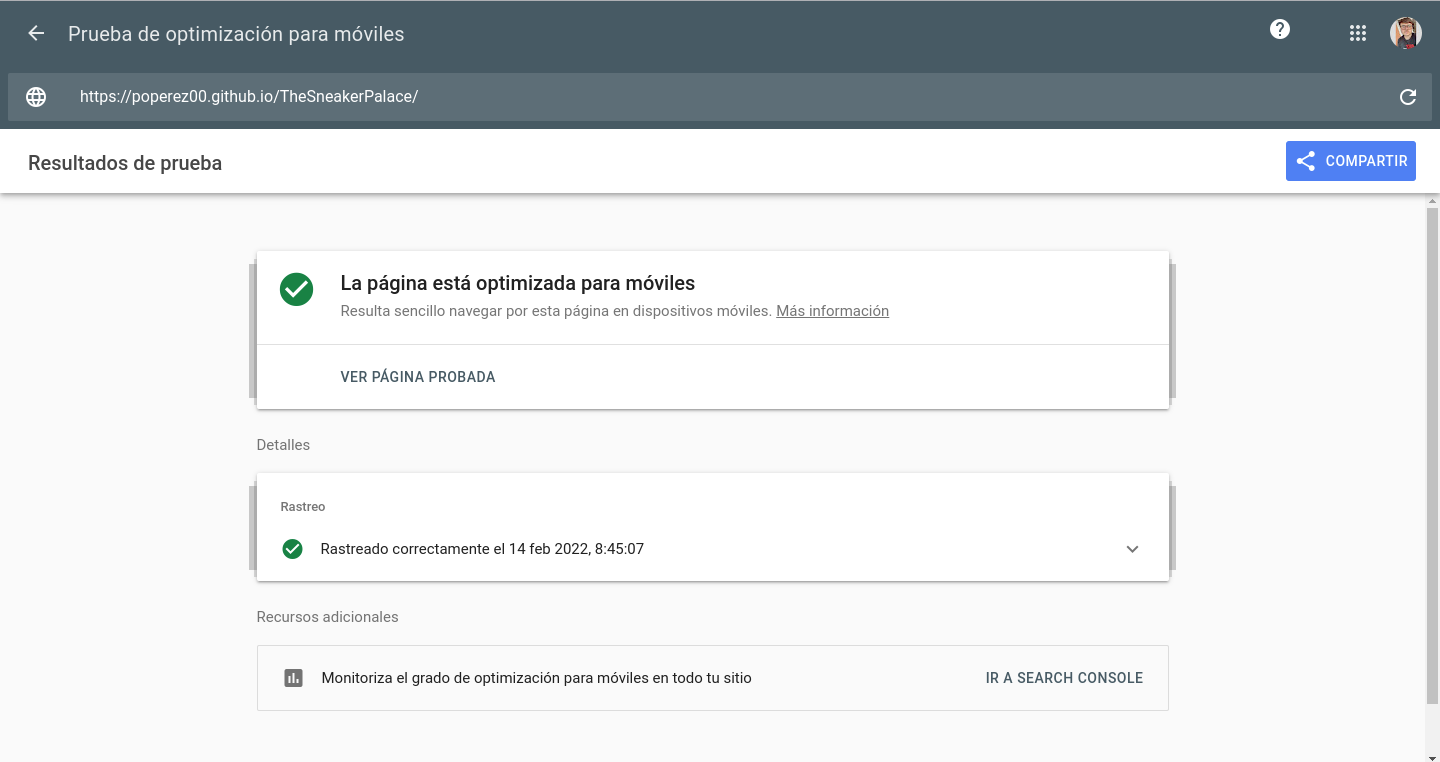 Prueba de optimización para móviles
https://poperez00.github.io/TheSneakerPalace/
Resultados de prueba
COMPARTIR
La página está optimizada para móviles
Resulta sencillo navegar por esta página en dispositivos móviles. Más información
VER PÁGINA PROBADA
Detalles
Rastreo
Rastreado correctamente el 14 feb 2022, 8:45:07
Recursos adicionales
Monitoriza el grado de optimización para móviles en todo tu sitio
IR A SEARCH CONSOLE